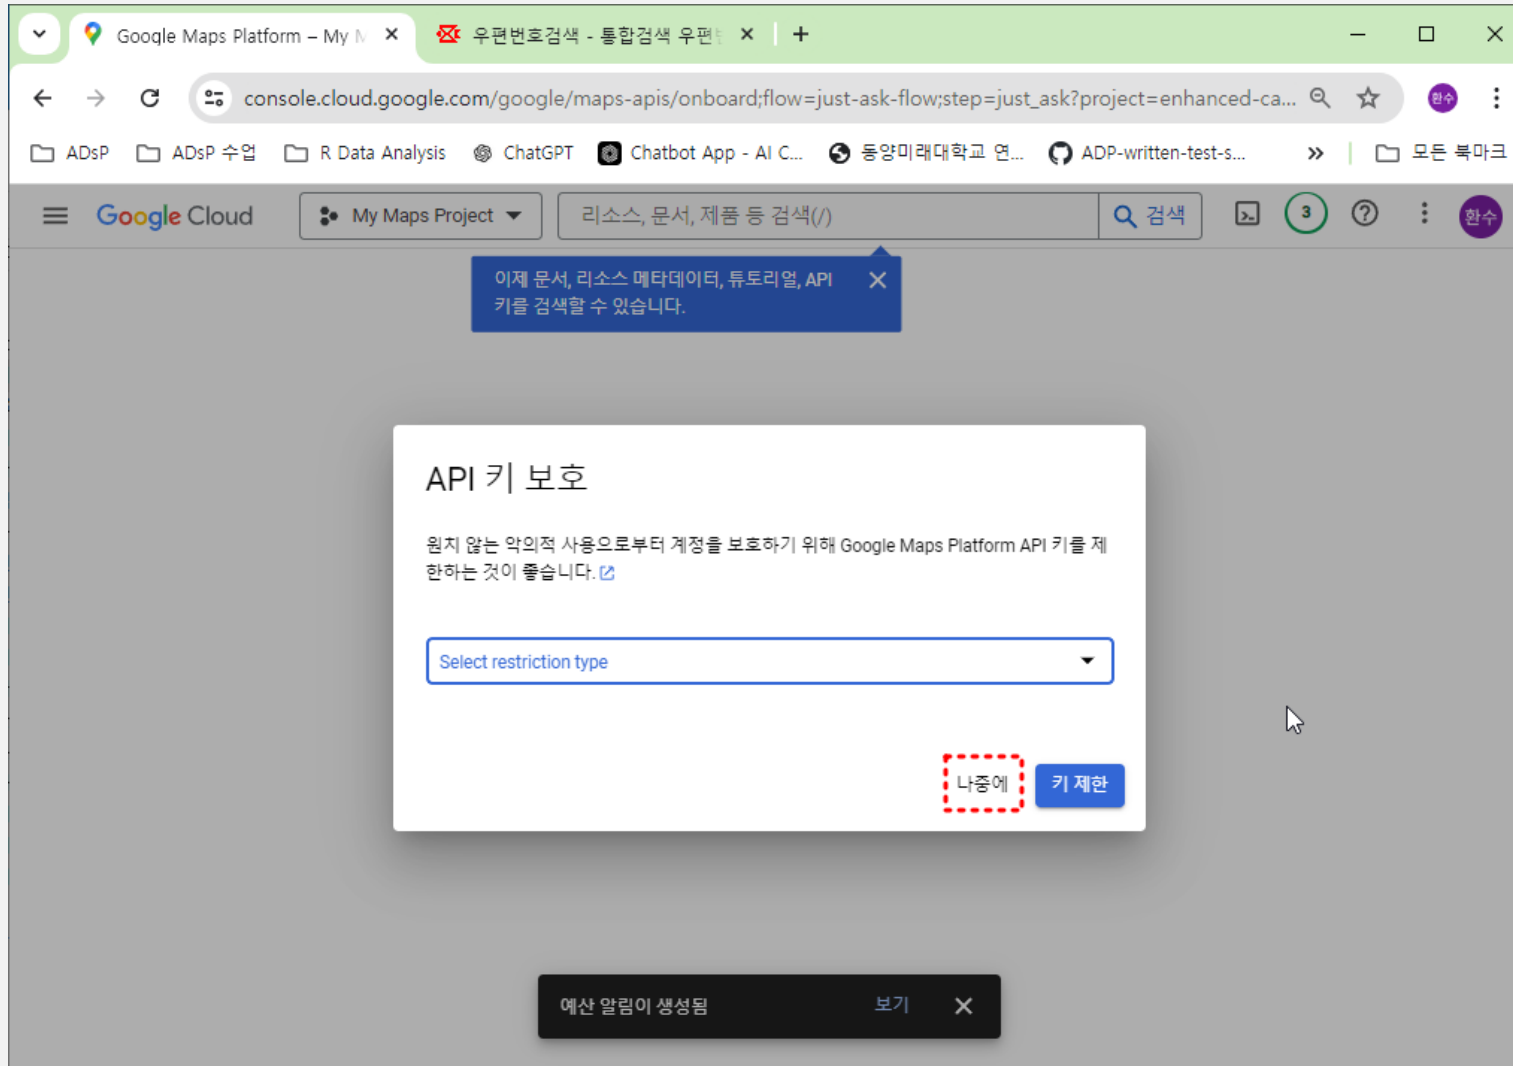 Google Maps Platform – My M
우편번호검색 - 통합검색 우편
console.cloud.google.com/google/maps-apis/onboard;flow=just-ask-flow;step=just_ask?project=enhanced-ca...
환수
ADsP
ADsP 수업
R Data Analysis
ChatGPT
Chatbot App - AI C...
동양미래대학교 연...
ADP-written-test-s...
모든 북마크
Google Cloud
My Maps Project
리소스, 문서, 제품 등 검색(/)
검색
3
환수
이제 문서, 리소스 메타데이터, 튜토리얼, API
키를 검색할 수 있습니다.
API 키 보호
원치 않는 악의적 사용으로부터 계정을 보호하기 위해 Google Maps Platform API 키를 제
한하는 것이 좋습니다.
Select restriction type
나중에
키 제한
예산 알림이 생성됨
보기